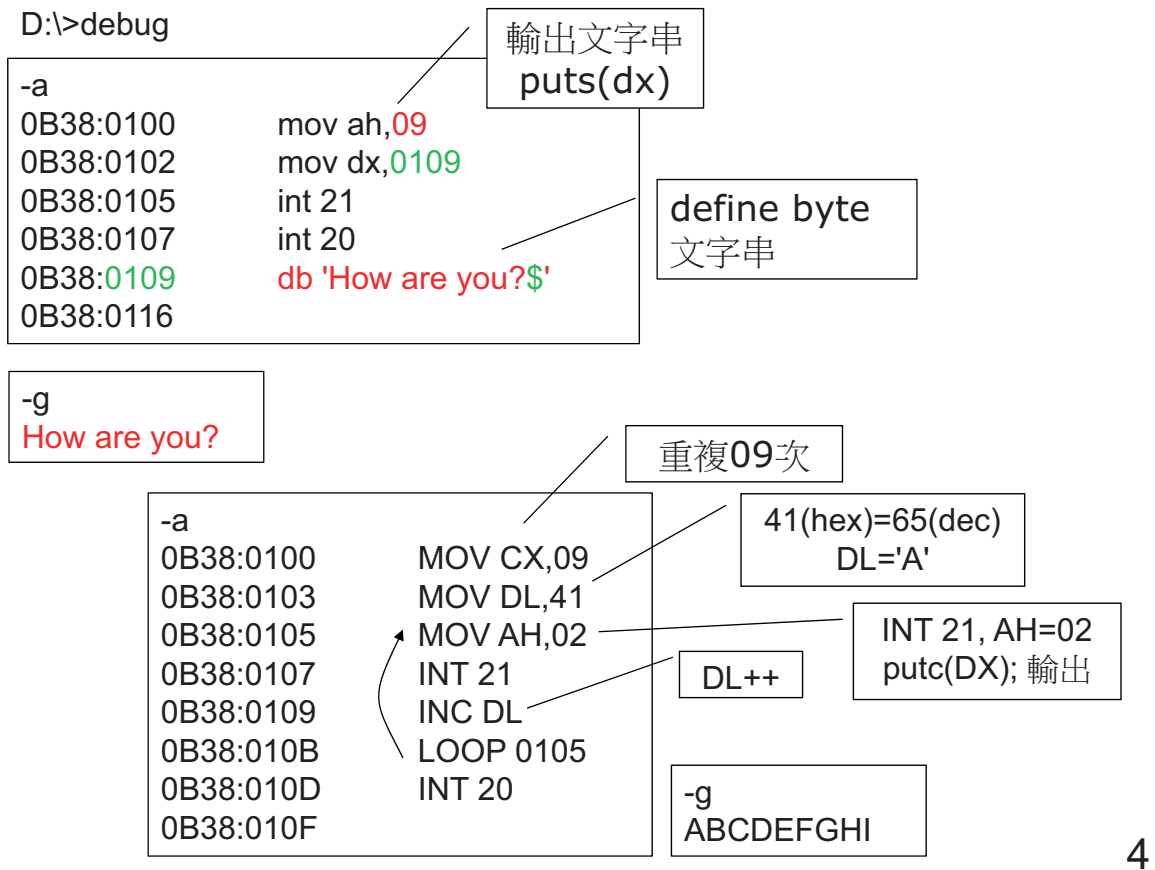 D:\>debug
輸出文字串
puts(dx)
-a
0B38:0100 mov ah,09
0B38:0102 mov dx,0109
0B38:0105 int 21
0B38:0107 int 20
0B38:0109 db 'How are you?$'
0B38:0116
define byte
文字串
-g
How are you?
重複09次
-a
0B38:0100 MOV CX,09
0B38:0103 MOV DL,41
0B38:0105 MOV AH,02
0B38:0107 INT 21
0B38:0109 INC DL
0B38:010B LOOP 0105
0B38:010D INT 20
0B38:010F
41(hex)=65(dec)
DL='A'
INT 21, AH=02
putc(DX); 輸出
DL++
-g
ABCDEFGHI
4